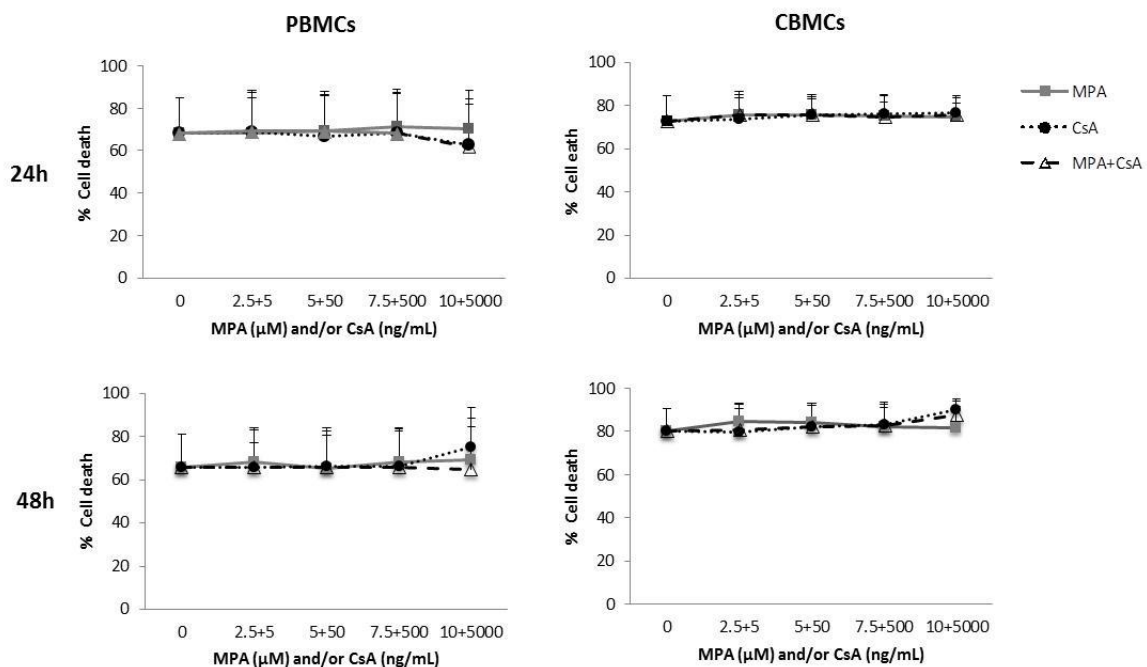 PBMCs
CBMCs
24h
% Cell death
100
80
60
40
20
0
0 2.5+5 5+50 7.5+500 10+5000
MPA (µM) and/or CsA (ng/mL)
% Cell eath
100
80
60
40
20
0
0 2.5+5 5+50 7.5+500 10+5000
MPA (µM) and/or CsA (ng/mL)
MPA
CsA
MPA+CsA
48h
% Cell death
100
80
60
40
20
0
0 2.5+5 5+50 7.5+500 10+5000
MPA (µM) and/or CsA (ng/mL)
% Cell death
100
80
60
40
20
0
0 2.5+5 5+50 7.5+500 10+5000
MPA (µM) and/or CsA (ng/mL)